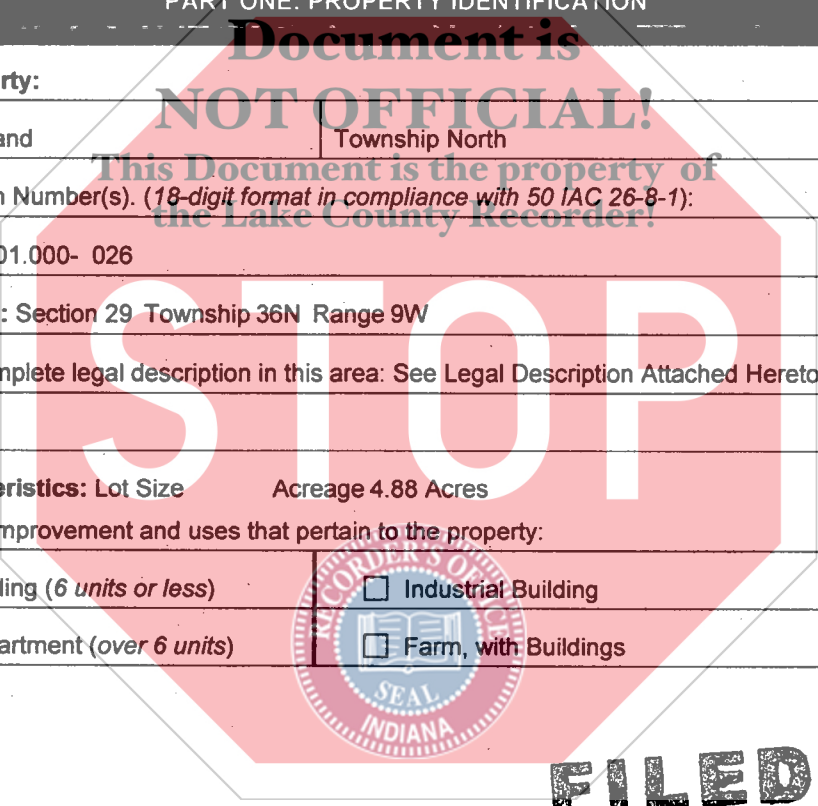 PART ONE: PROPERTY IDENTIFICATION
Document is
rty:
NOT OFFICIAL!
and Township North
This Document is the property of
n Number(s). (18-digit format in compliance with 50 IAC 26-8-1):
the Lake County Recorder!
01.000- 026
: Section 29 Township 36N Range 9W
mplete legal description in this area: See Legal Description Attached Hereto
STOP
eristics: Lot Size Acreage 4.88 Acres
mprovement and uses that pertain to the property:
ling (6 units or less) ☐ Industrial Building
artment (over 6 units) ☐ Farm, with Buildings
RECORDER'S OFFICE
SEAL
INDIANA
FILED